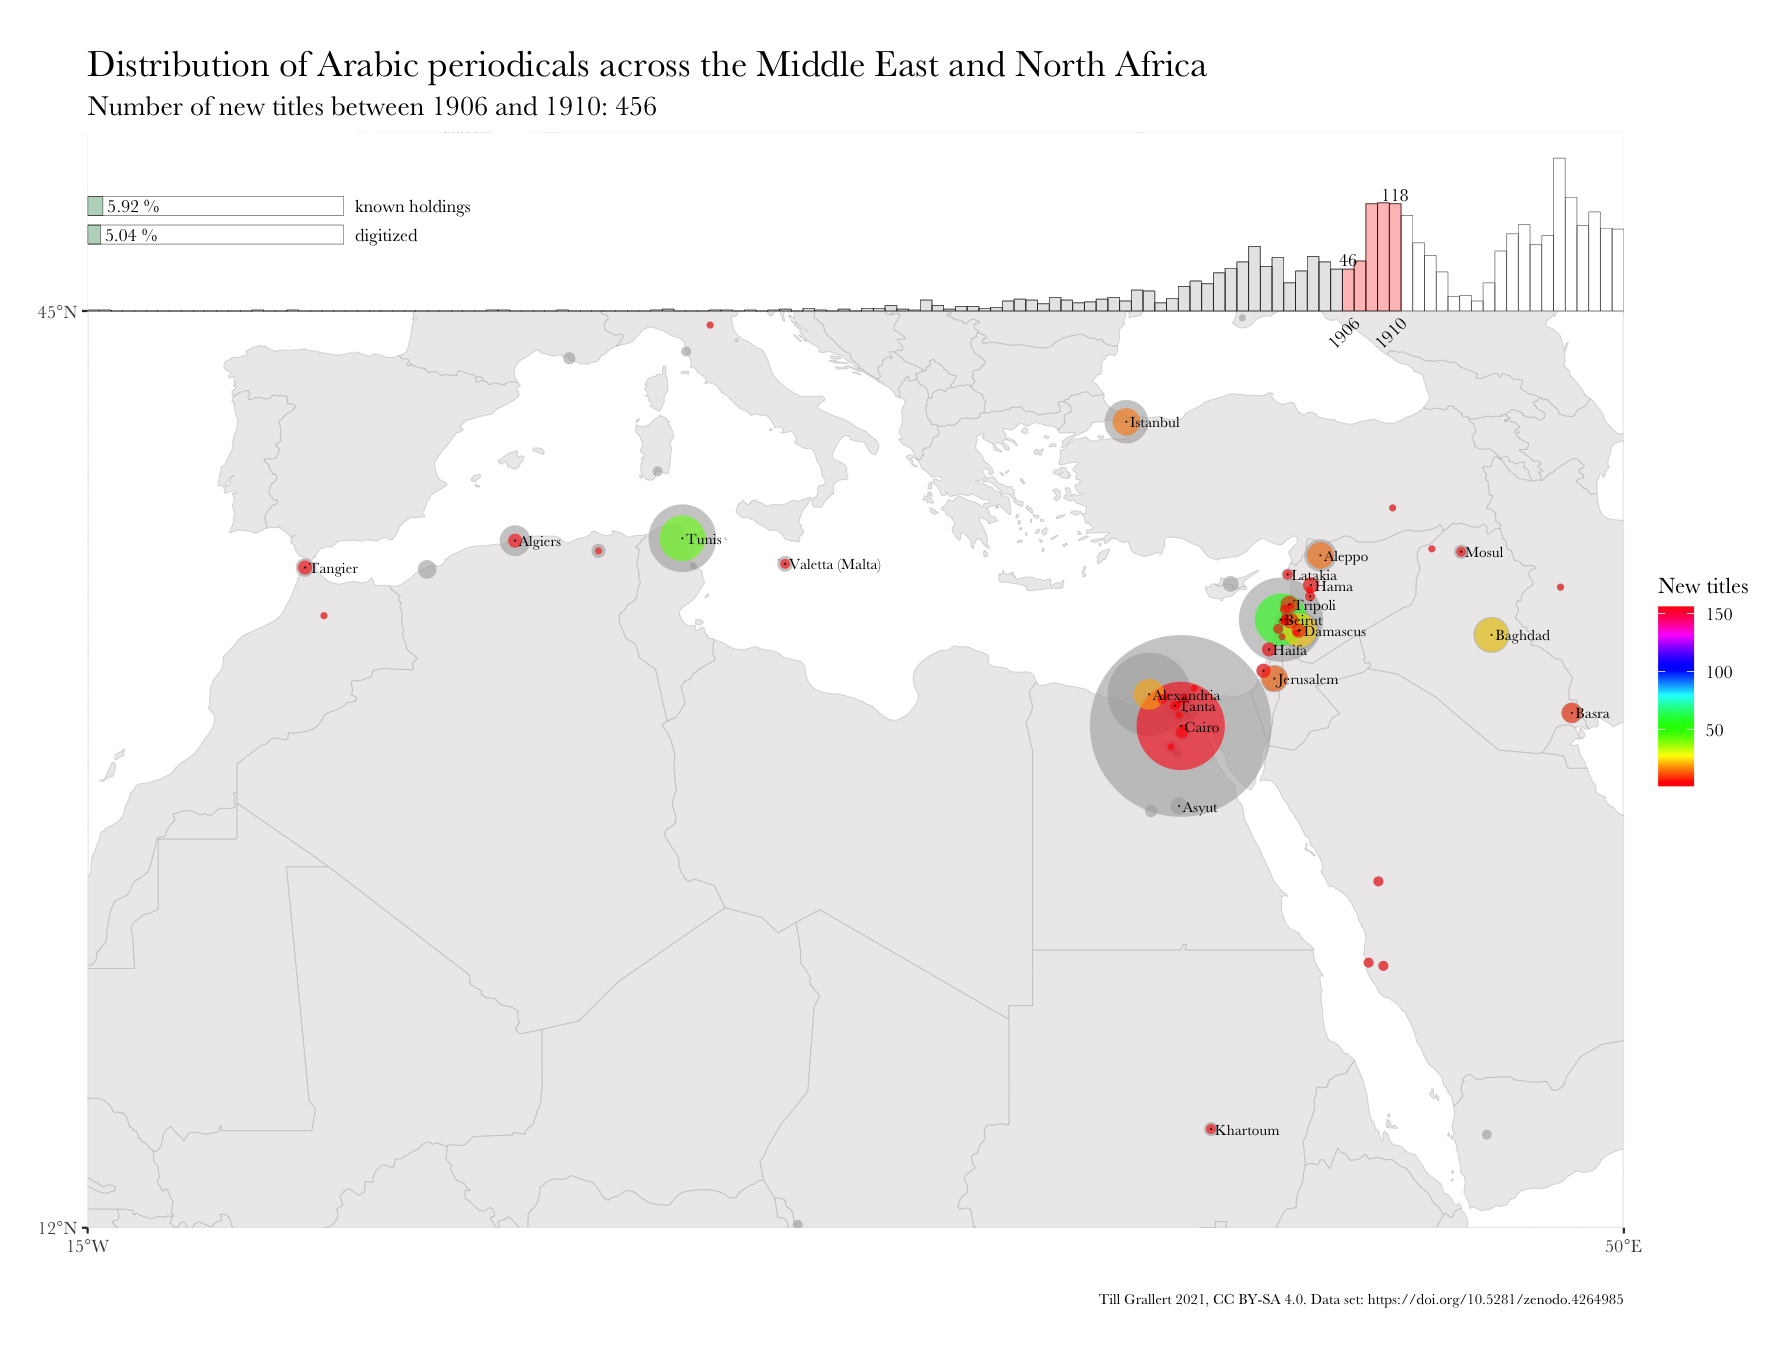 Distribution of Arabic periodicals across the Middle East and North Africa
Number of new titles between 1906 and 1910: 456
118
5.92 % known holdings
5.04 % digitized
46
45°N
1906 1910
Istanbul
Algiers
Tunis
Mosul
Aleppo
Valetta (Malta)
Tangier
Latakia
Hama
Tripoli
Beirut
Damascus
Baghdad
Haifa
Jerusalem
Alexandria
Tanta
Basra
Cairo
Asyut
Khartoum
New titles
150
100
50
12°N
15°W 50°E
Till Grallert 2021, CC BY-SA 4.0. Data set: https://doi.org/10.5281/zenodo.4264985